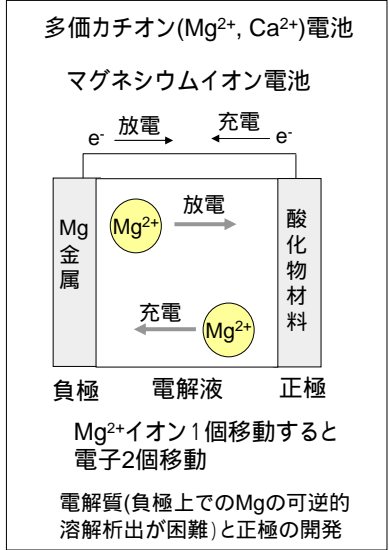 多価カチオン(Mg²⁺, Ca²⁺)電池
マグネシウムイオン電池
e⁻ 放電 充電 e⁻
Mg金属
Mg²⁺ 放電
酸化物材料
充電 Mg²⁺
負極 電解液 正極
Mg²⁺イオン1個移動すると
電子2個移動
電解質(負極上でのMgの可逆的
溶解析出が困難)と正極の開発